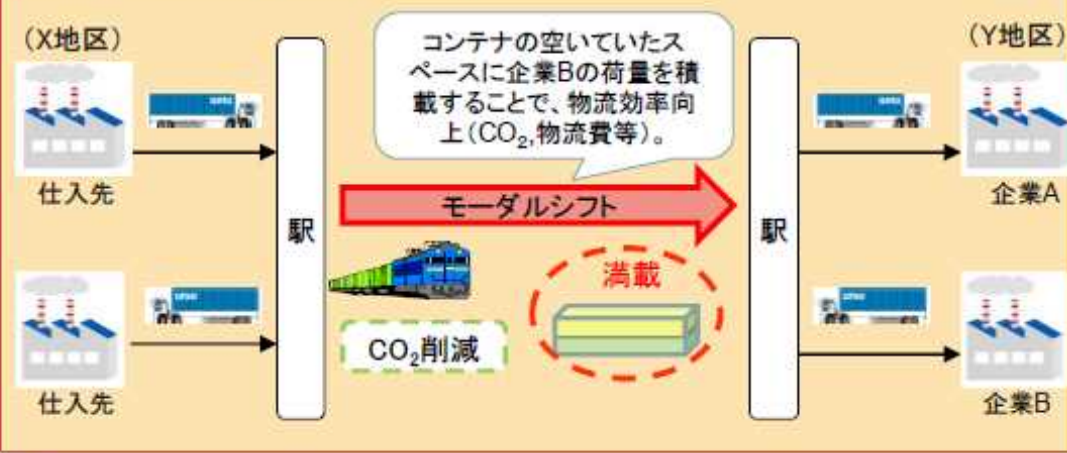 (X地区)
仕入先
仕入先
駅
コンテナの空いていたス
ペースに企業Bの荷量を積
載することで、物流効率向
上(CO₂,物流費等)。
モーダルシフト
満載
CO₂削減
駅
(Y地区)
企業A
企業B